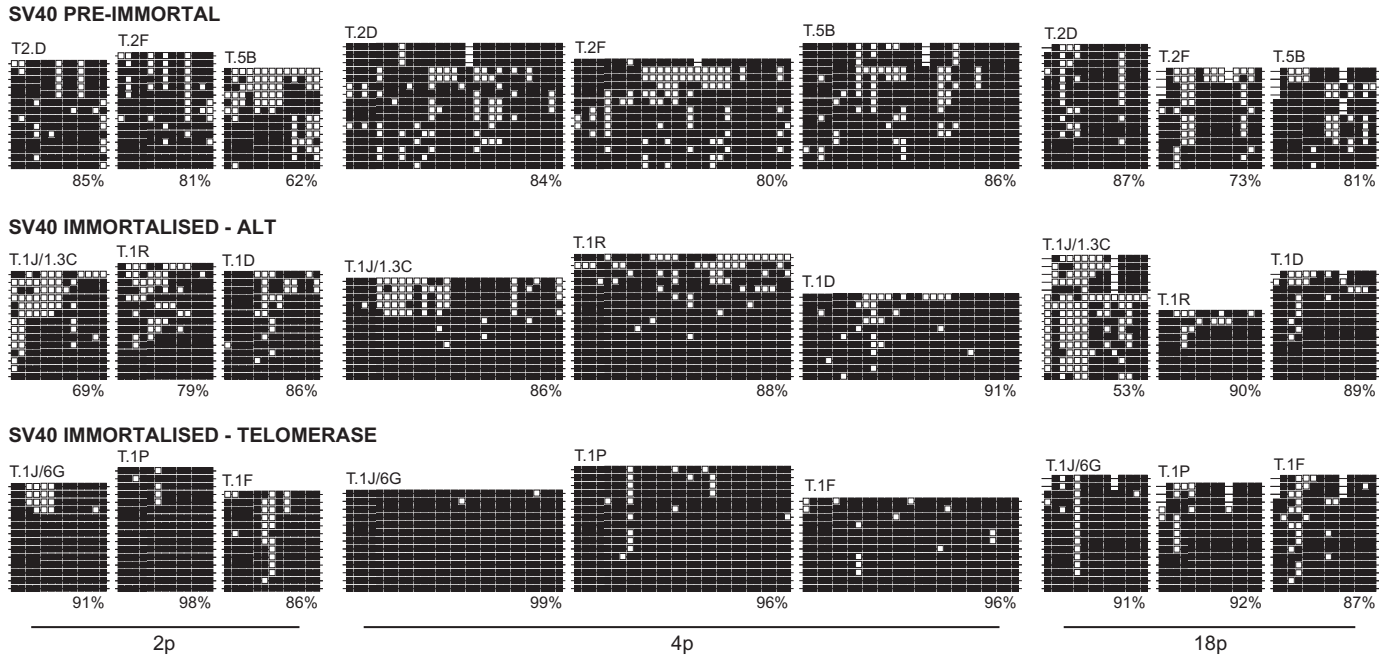 SV40 PRE-IMMORTAL
T2.D T.2F T.5B T.2D T.2F T.5B T.2D T.2F T.5B
85% 81% 62% 84% 80% 86% 87% 73% 81%
SV40 IMMORTALISED - ALT
T.1J/1.3C T.1R T.1D T.1J/1.3C T.1R T.1D T.1J/1.3C T.1R T.1D
69% 79% 86% 86% 88% 91% 53% 90% 89%
SV40 IMMORTALISED - TELOMERASE
T.1J/6G T.1P T.1F T.1J/6G T.1P T.1F T.1J/6G T.1P T.1F
91% 98% 86% 99% 96% 96% 91% 92% 87%
2p 4p 18p